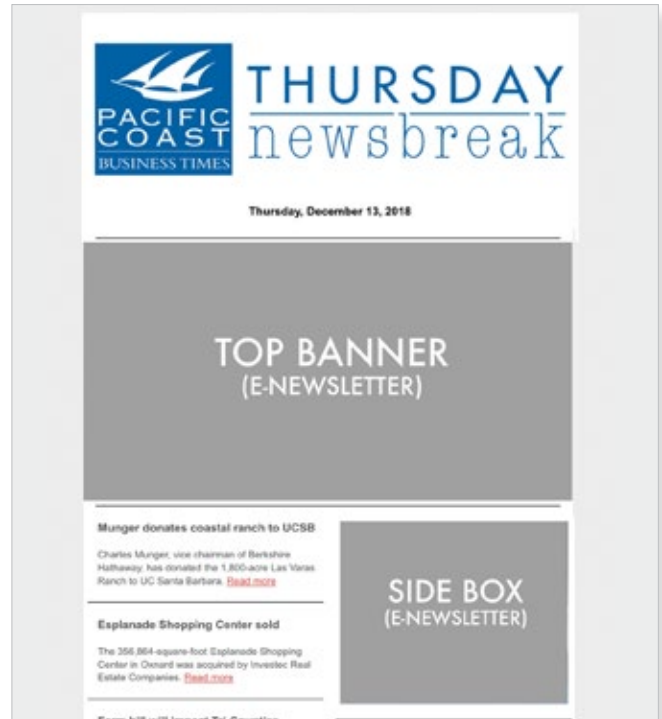 PACIFIC
COAST
BUSINESS TIMES
THURSDAY
newsbreak
Thursday, December 13, 2018
TOP BANNER
(E-NEWSLETTER)
Munger donates coastal ranch to UCSB
Charles Munger, vice chairman of Berkshire
Hathaway, has donated the 1,800-acre Las Varas
Ranch to UC Santa Barbara. Read more
SIDE BOX
(E-NEWSLETTER)
Esplanade Shopping Center sold
The 356,864-square-foot Esplanade Shopping
Center in Oxnard was acquired by Investec Real
Estate Companies. Read more